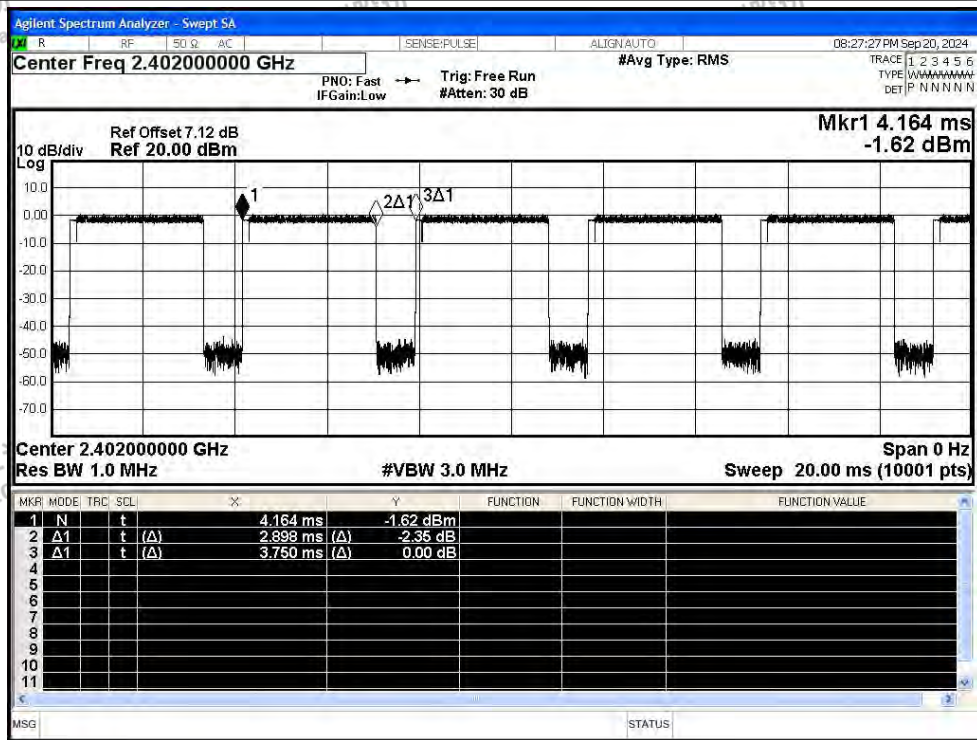 Agilent Spectrum Analyzer - Swept SA
LXI R RF 50 Ω AC SENSE:PULSE ALIGN AUTO 08:27:27 PM Sep 20, 2024
Center Freq 2.402000000 GHz #Avg Type: RMS TRACE 1 2 3 4 5 6
PNO: Fast Trig: Free Run TYPE WWWWWW
IFGain:Low #Atten: 30 dB DET P N N N N N
Mkr1 4.164 ms
Ref Offset 7.12 dB
10 dB/div Ref 20.00 dBm -1.62 dBm
Log
10.0
1 2Δ1 3Δ1
0.00
-10.0
-20.0
-30.0
-40.0
-50.0
-60.0
-70.0
Center 2.402000000 GHz Span 0 Hz
Res BW 1.0 MHz #VBW 3.0 MHz Sweep 20.00 ms (10001 pts)
MKR MODE TRC SCL X Y FUNCTION FUNCTION WIDTH FUNCTION VALUE
1 N t 4.164 ms -1.62 dBm
2 Δ1 t (Δ) 2.898 ms (Δ) -2.35 dB
3 Δ1 t (Δ) 3.750 ms (Δ) 0.00 dB
4
5
6
7
8
9
10
11
MSG STATUS